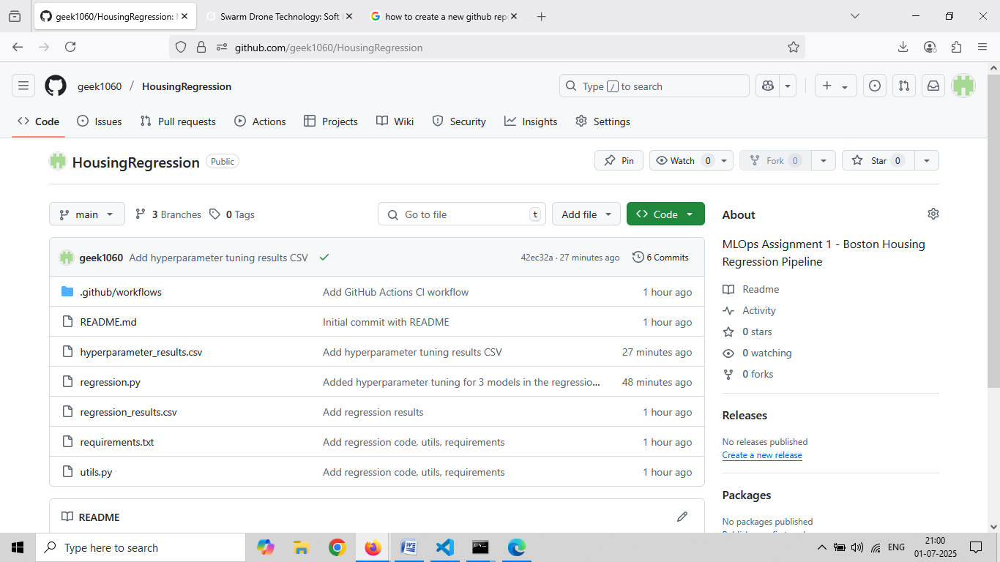 geek1060/HousingRegression: M
Swarm Drone Technology: Soft
how to create a new github rep
github.com/geek1060/HousingRegression
geek1060 / HousingRegression
Type / to search
Code
Issues
Pull requests
Actions
Projects
Wiki
Security
Insights
Settings
HousingRegression Public
Pin
Watch 0
Fork 0
Star 0
main
3 Branches
0 Tags
Go to file t
Add file
Code
geek1060 Add hyperparameter tuning results CSV 42ec32a · 27 minutes ago 6 Commits
.github/workflows Add GitHub Actions CI workflow 1 hour ago
README.md Initial commit with README 1 hour ago
hyperparameter_results.csv Add hyperparameter tuning results CSV 27 minutes ago
regression.py Added hyperparameter tuning for 3 models in the regressio... 48 minutes ago
regression_results.csv Add regression results 1 hour ago
requirements.txt Add regression code, utils, requirements 1 hour ago
utils.py Add regression code, utils, requirements 1 hour ago
README
About
MLOps Assignment 1 - Boston Housing
Regression Pipeline
Readme
Activity
0 stars
0 watching
0 forks
Releases
No releases published
Create a new release
Packages
No packages published
Type here to search
ENG
21:00
01-07-2025